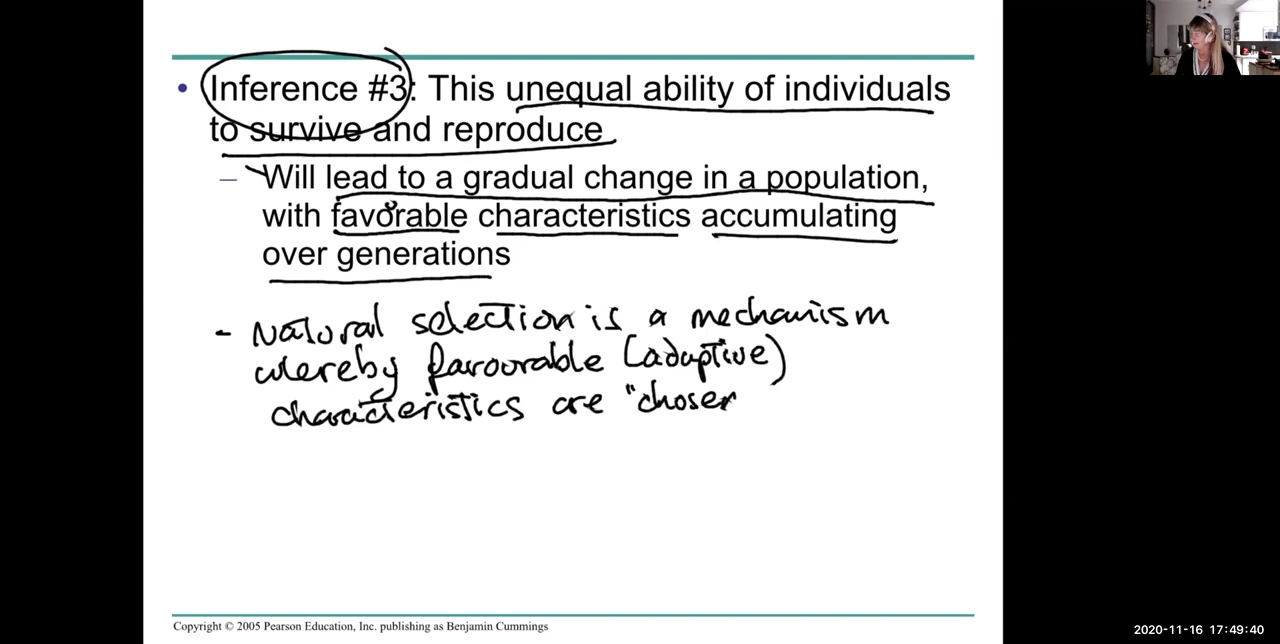 • Inference #3: This unequal ability of individuals
to survive and reproduce
– Will lead to a gradual change in a population,
with favorable characteristics accumulating
over generations
- Natural selection is a mechanism
whereby favourable (adaptive)
characteristics are "chosen
Copyright © 2005 Pearson Education, Inc. publishing as Benjamin Cummings
2020-11-16 17:49:40